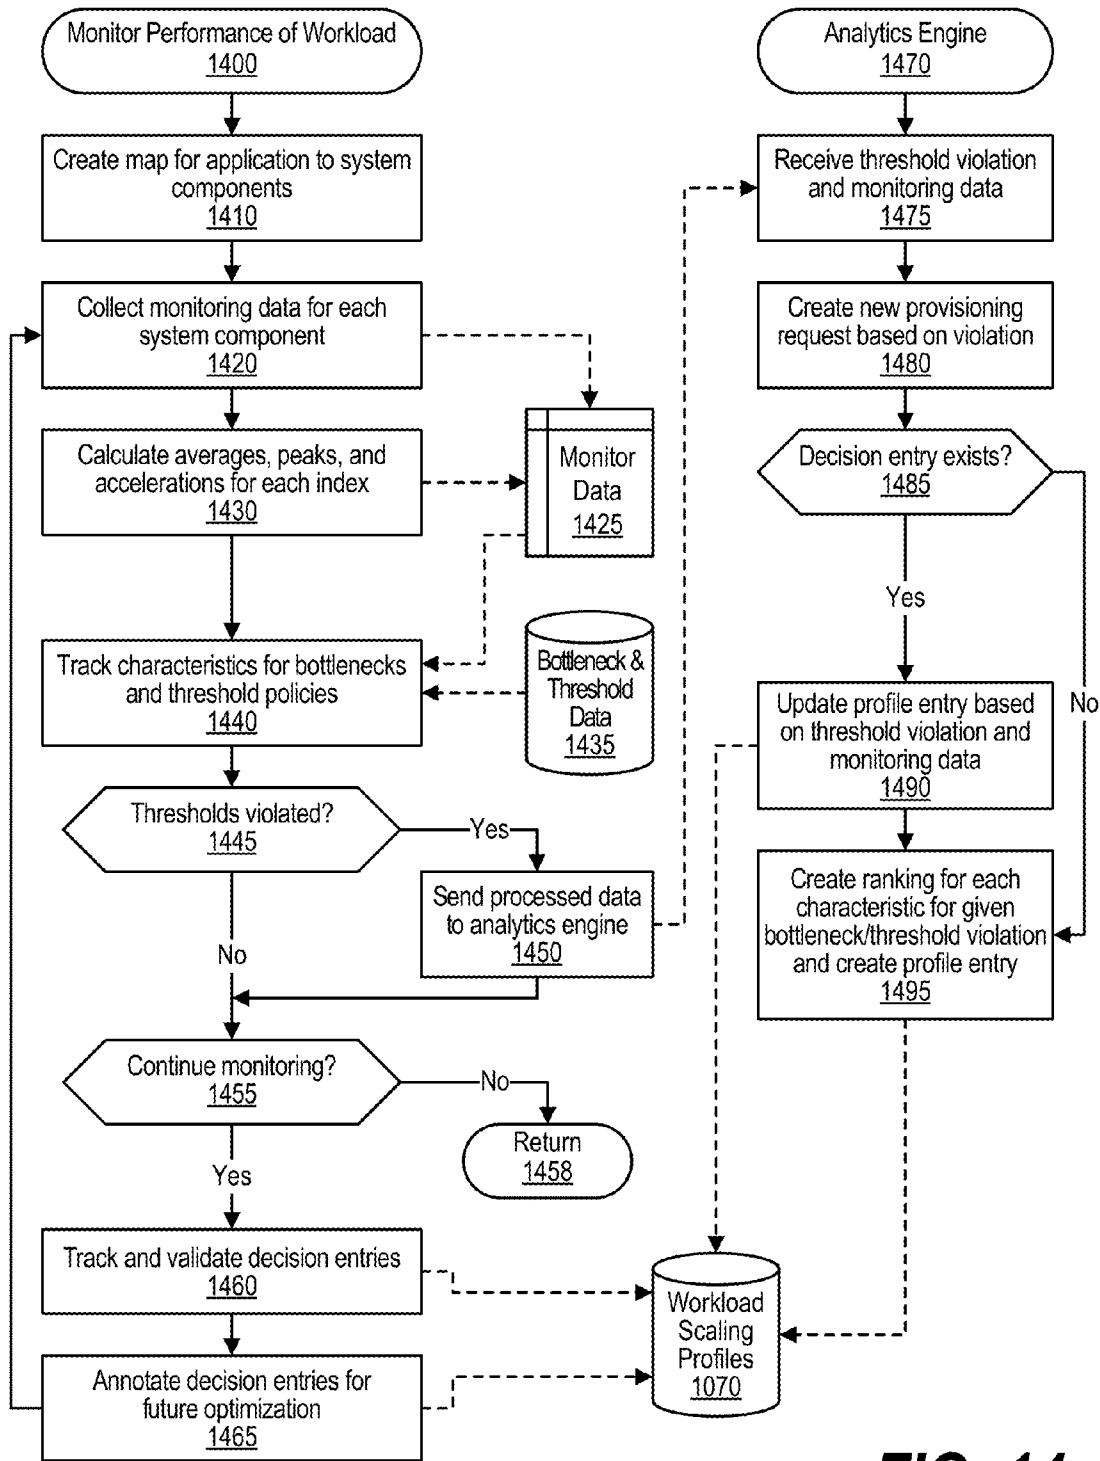 Monitor Performance of Workload
1400
Create map for application to system
components
1410
Collect monitoring data for each
system component
1420
Calculate averages, peaks, and
accelerations for each index
1430
Monitor
Data
1425
Track characteristics for bottlenecks
and threshold policies
1440
Bottleneck &
Threshold
Data
1435
Thresholds violated?
1445
Yes
Send processed data
to analytics engine
1450
No
Continue monitoring?
1455
No
Return
1458
Yes
Track and validate decision entries
1460
Annotate decision entries for
future optimization
1465
Workload
Scaling
Profiles
1070
Analytics Engine
1470
Receive threshold violation
and monitoring data
1475
Create new provisioning
request based on violation
1480
Decision entry exists?
1485
Yes
No
Update profile entry based
on threshold violation and
monitoring data
1490
Create ranking for each
characteristic for given
bottleneck/threshold violation
and create profile entry
1495
FIG. 14